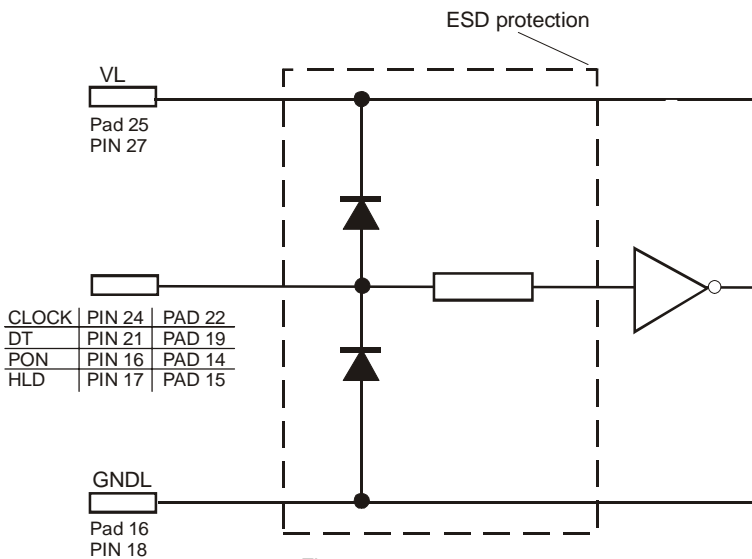 ESD protection
VL
Pad 25
PIN 27
CLOCK PIN 24 PAD 22
DT PIN 21 PAD 19
PON PIN 16 PAD 14
HLD PIN 17 PAD 15
GNDL
Pad 16
PIN 18